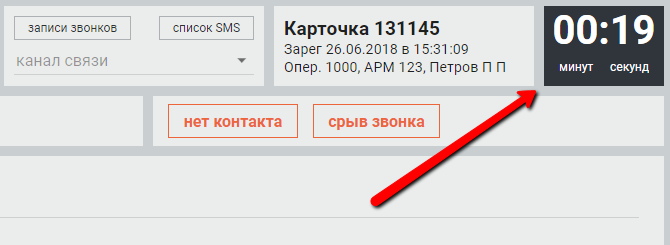 записи звонков
список SMS
канал связи
Карточка 131145
Зарег 26.06.2018 в 15:31:09
Опер. 1000, АРМ 123, Петров П П
00:19
минут секунд
нет контакта
срыв звонка